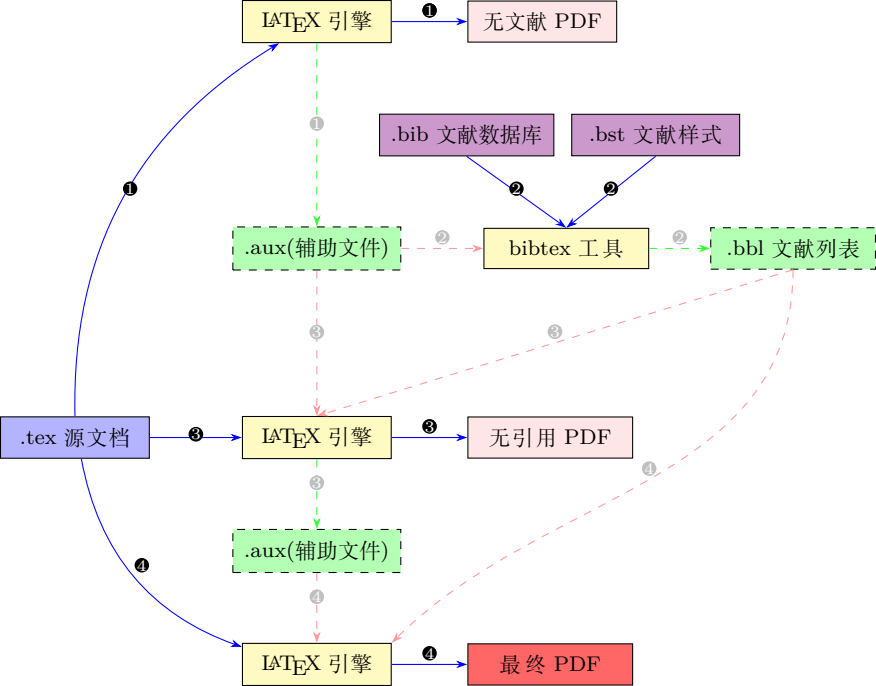 LATEX 引擎
❶
无文献 PDF
❶
.bib 文献数据库
.bst 文献样式
❶
❷
❷
.aux(辅助文件)
❷
bibtex 工具
❷
.bbl 文献列表
❸
❸
.tex 源文档
❸
LATEX 引擎
❸
无引用 PDF
❹
❸
.aux(辅助文件)
❹
❹
LATEX 引擎
❹
最终 PDF